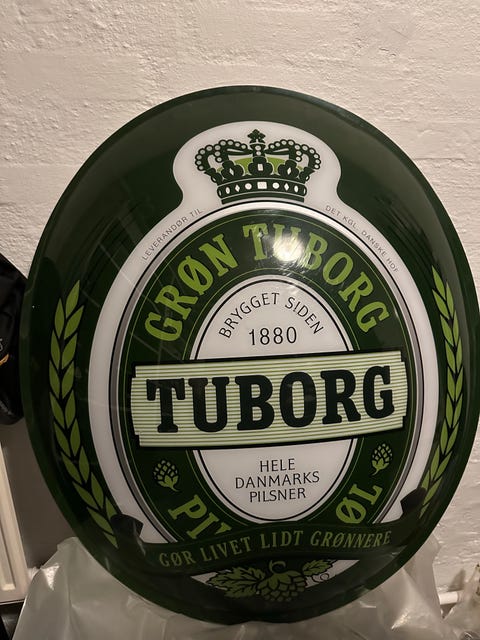 LEVERANDØR TIL
DET KGL. DANSKE HOF
GRØN TUBORG
BRYGGET SIDEN
1880
TUBORG
HELE
DANMARKS
PILSNER
ØL
GØR LIVET LIDT GRØNNERE